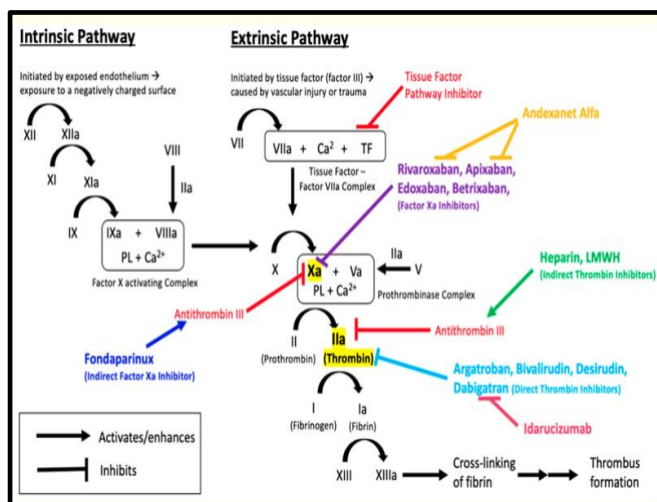 Intrinsic Pathway
Initiated by exposed endothelium →
exposure to a negatively charged surface
XII
XIIa
XI
XIa
VIII
IIa
IX
IXa + VIIIa
PL + Ca²⁺
Factor X activating Complex
Antithrombin III
Fondaparinux
(Indirect Factor Xa Inhibitor)
Activates/enhances
Inhibits
Extrinsic Pathway
Initiated by tissue factor (factor III) →
caused by vascular injury or trauma
VII
VIIa + Ca² + TF
Tissue Factor –
Factor VIIa Complex
Tissue Factor
Pathway Inhibitor
Andexanet Alfa
Rivaroxaban, Apixaban,
Edoxaban, Betrixaban,
(Factor Xa Inhibitors)
X
Xa + Va
PL + Ca²⁺
IIa
V
Prothrombinase Complex
Heparin, LMWH
(Indirect Thrombin Inhibitors)
Antithrombin III
II
(Prothrombin)
IIa
(Thrombin)
Argatroban, Bivalirudin, Desirudin,
Dabigatran (Direct Thrombin Inhibitors)
Idarucizumab
I
(Fibrinogen)
Ia
(Fibrin)
XIII
XIIIa
Cross-linking
of fibrin
Thrombus
formation